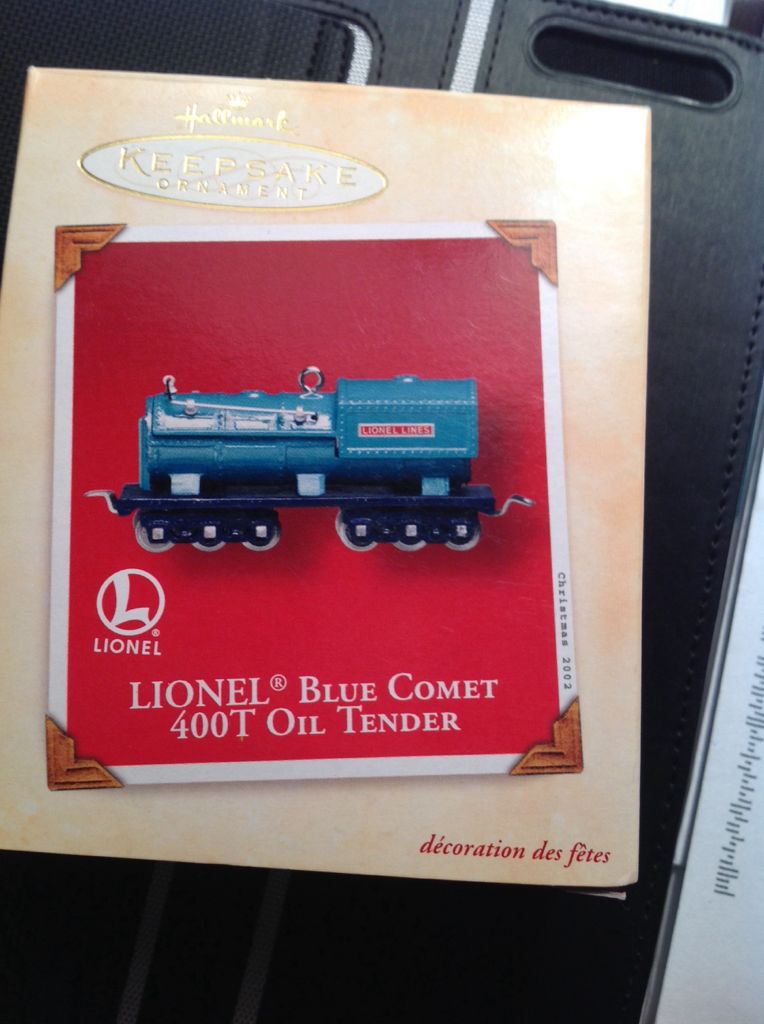 Hallmark
KEEPSAKE
ORNAMENT
LIONEL LINES
L
LIONEL®
Christmas 2002
LIONEL® BLUE COMET
400T OIL TENDER
décoration des fêtes